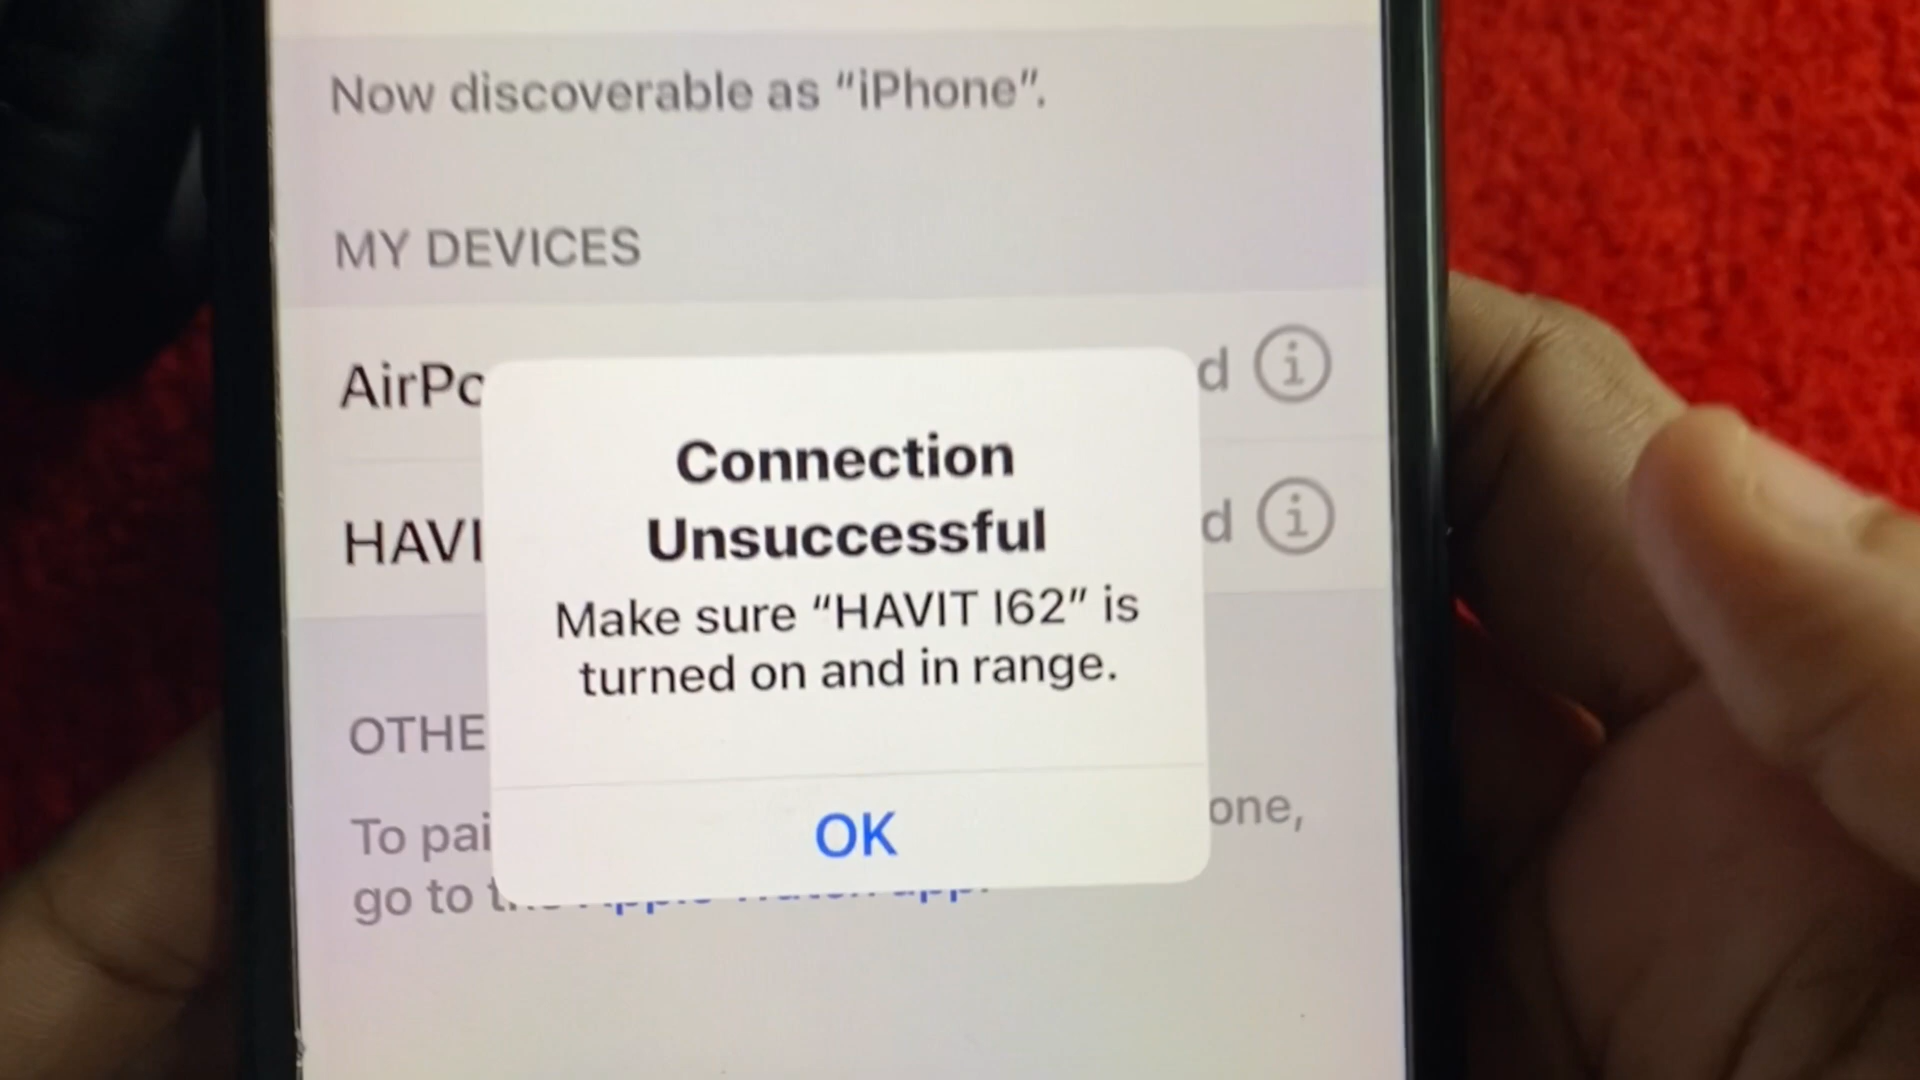 Now discoverable as “iPhone”.
MY DEVICES
AirPo
d
Connection
Unsuccessful
HAVI
d
Make sure “HAVIT I62” is
turned on and in range.
OTHE
To pai
one,
OK
go to